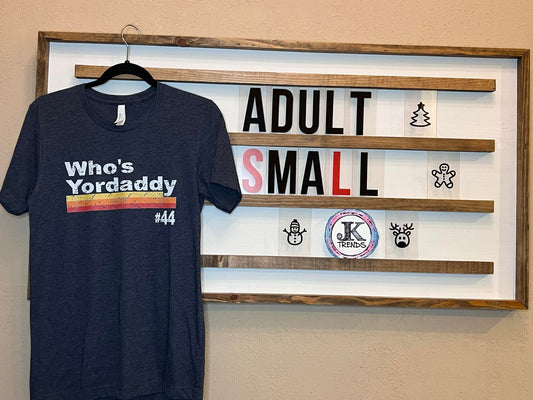 Who's
Yordaddy
#44
ADULT
SMALL
JK
TRENDS